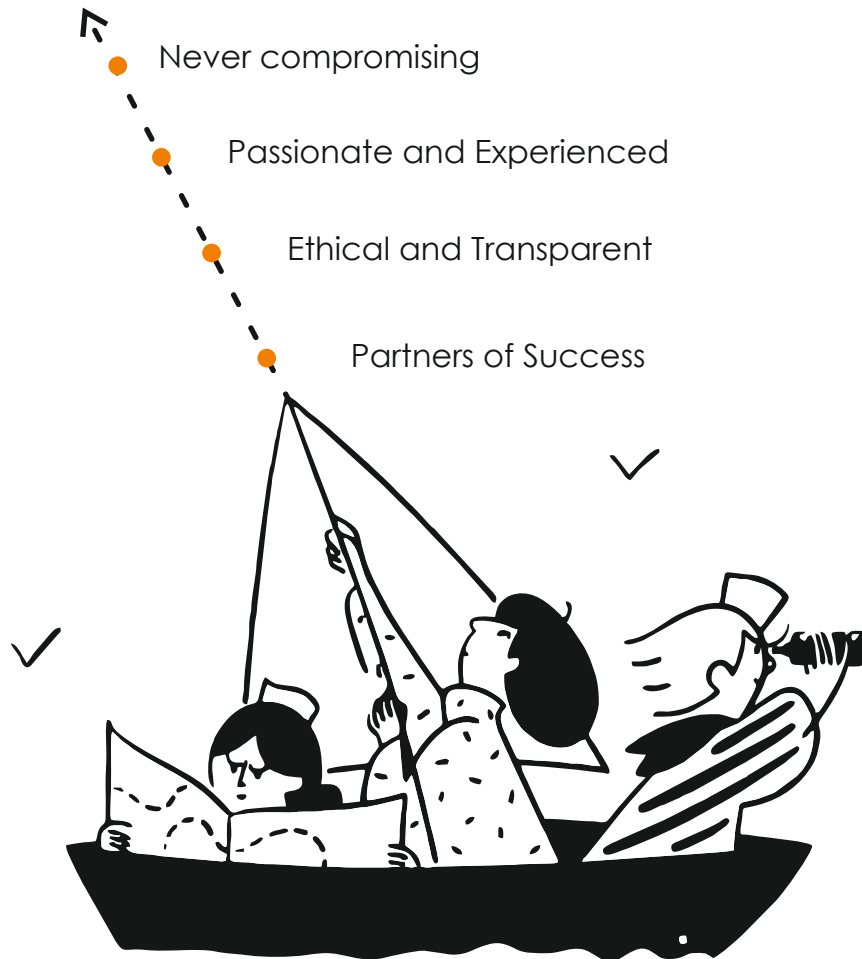 Never compromising
Passionate and Experienced
Ethical and Transparent
Partners of Success